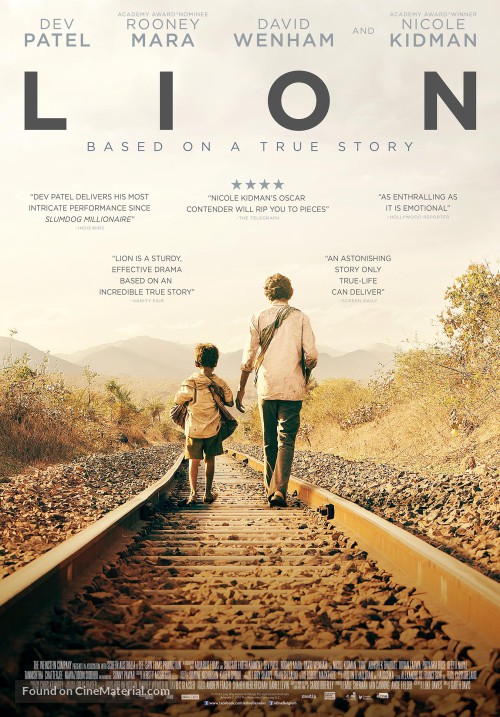 DEV PATEL
ACADEMY AWARD® NOMINEE
ROONEY MARA
DAVID WENHAM
AND
ACADEMY AWARD® WINNER
NICOLE KIDMAN
LION
BASED ON A TRUE STORY
"DEV PATEL DELIVERS HIS MOST
INTRICATE PERFORMANCE SINCE
SLUMDOG MILLIONAIRE"
-INDIEWIRE
★★★★
"NICOLE KIDMAN'S OSCAR
CONTENDER WILL RIP YOU TO PIECES"
-THE TELEGRAPH
"AS ENTHRALLING AS
IT IS EMOTIONAL"
-HOLLYWOOD REPORTER
"LION IS A STURDY,
EFFECTIVE DRAMA
BASED ON AN
INCREDIBLE TRUE STORY"
-VANITY FAIR
"AN ASTONISHING
STORY ONLY
TRUE-LIFE
CAN DELIVER"
-SCREEN DAILY
THE WEINSTEIN COMPANY
Found on CineMaterial.com